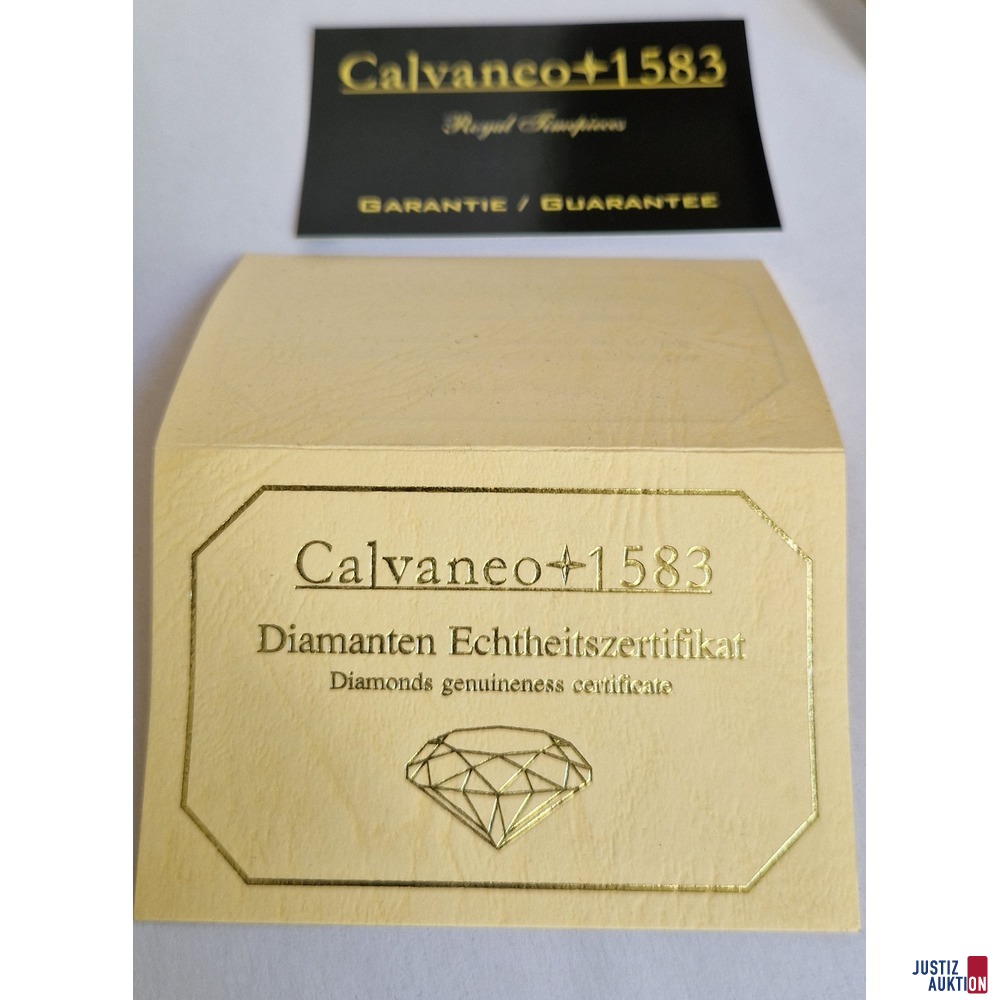 Calvaneo 1583
Royal Timepieces
GARANTIE / GUARANTEE
Calvaneo 1583
Diamanten Echtheitszertifikat
Diamonds genuineness certificate
JUSTIZ
AUKTION